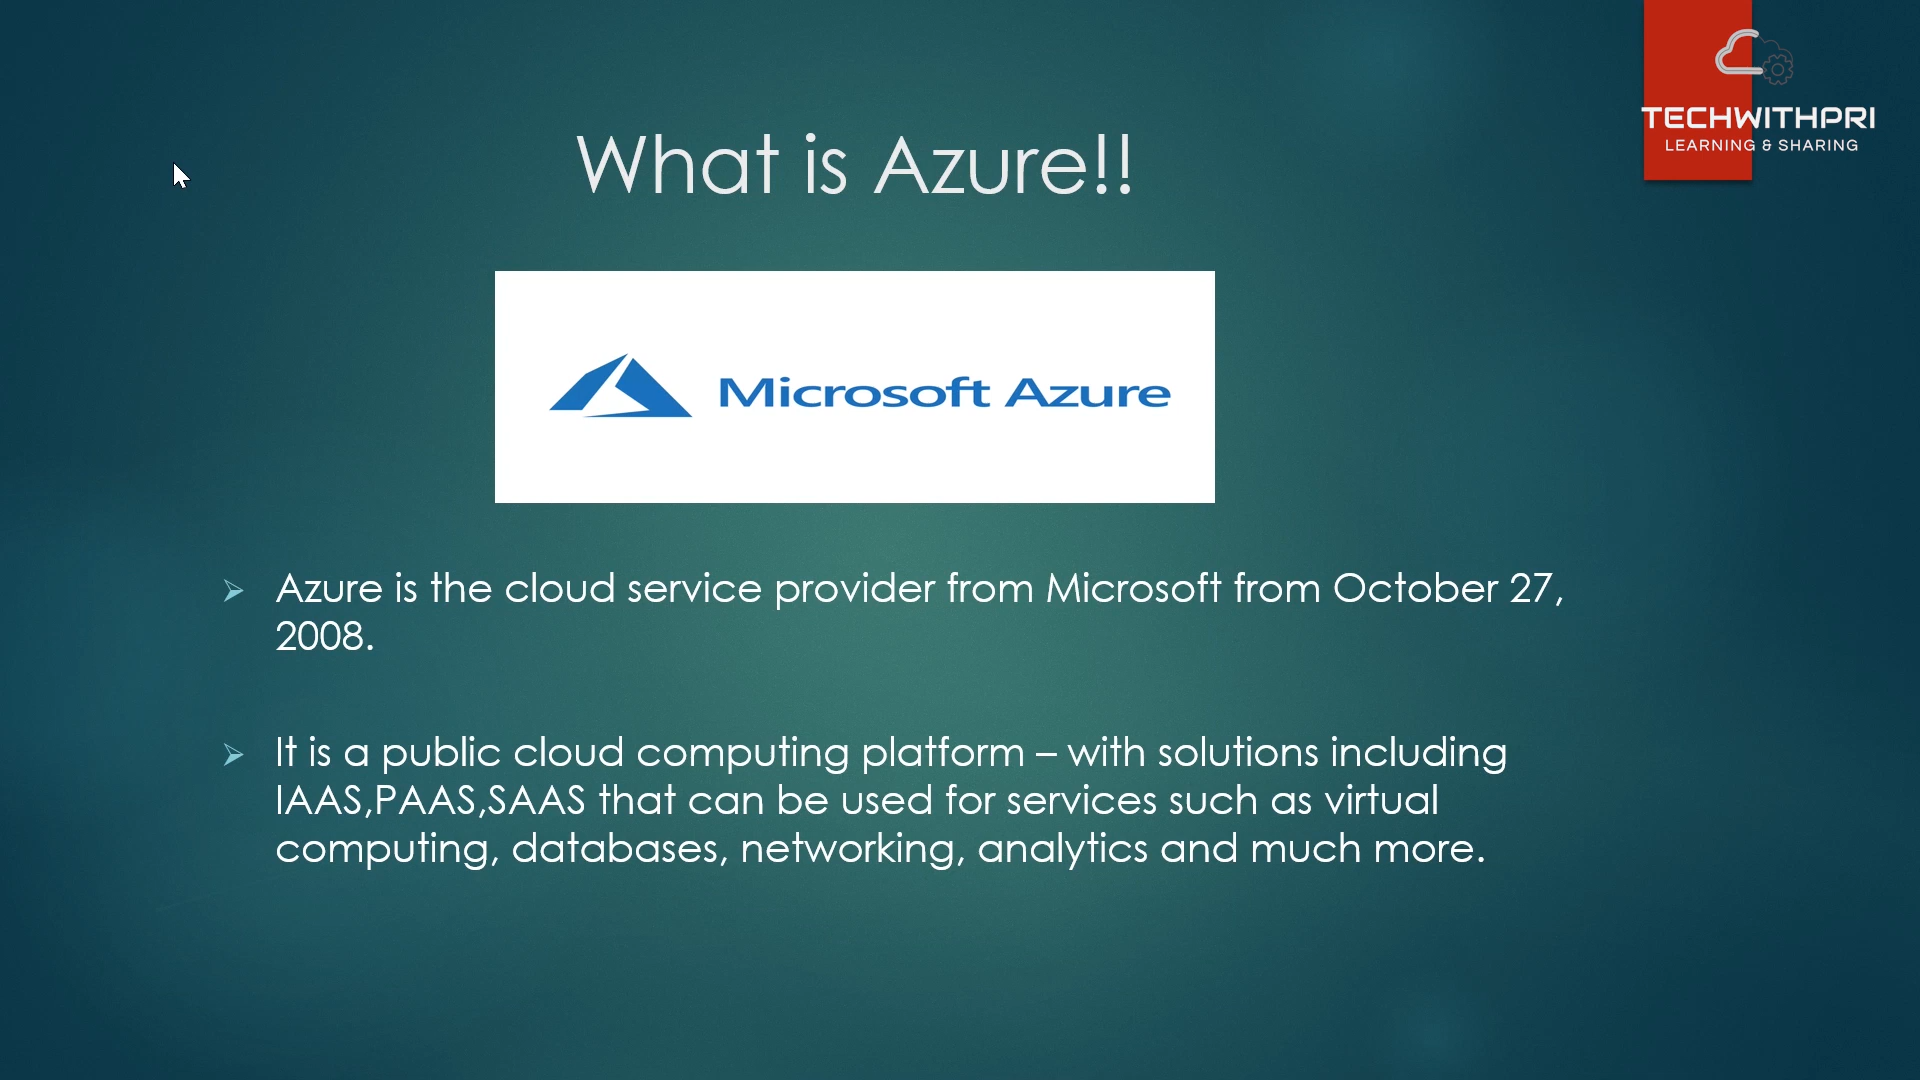 TECHWITHPRI
LEARNING & SHARING
What is Azure!!
Microsoft Azure
Azure is the cloud service provider from Microsoft from October 27,
2008.
It is a public cloud computing platform – with solutions including
IAAS,PAAS,SAAS that can be used for services such as virtual
computing, databases, networking, analytics and much more.